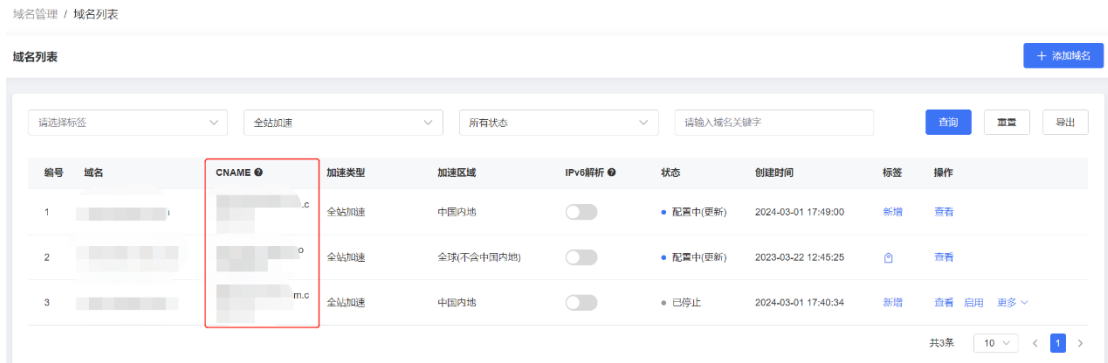 域名管理 / 域名列表
域名列表
+ 添加域名
请选择标签 全站加速 所有状态 请输入域名关键字 查询 重置 导出
编号 域名 CNAME 加速类型 加速区域 IPv6解析 状态 创建时间 标签 操作
.c
1 全站加速 中国内地 配置中(更新) 2024-03-01 17:49:00 新增 查看
o
2 全站加速 全球(不含中国内地) 配置中(更新) 2023-03-22 12:45:25 查看
m.c
3 全站加速 中国内地 已停止 2024-03-01 17:40:34 新增 查看 启用 更多
共3条 10 < 1 >